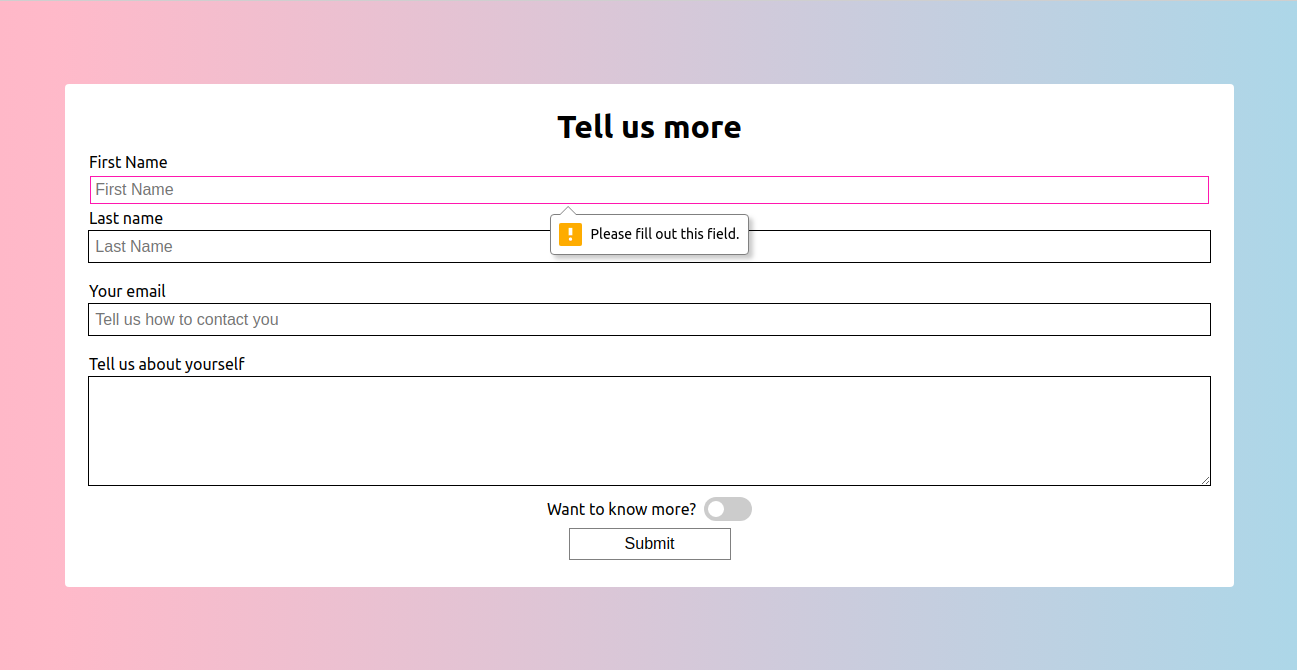 Tell us more
First Name
First Name
Last name
Please fill out this field.
Last Name
Your email
Tell us how to contact you
Tell us about yourself
Want to know more?
Submit